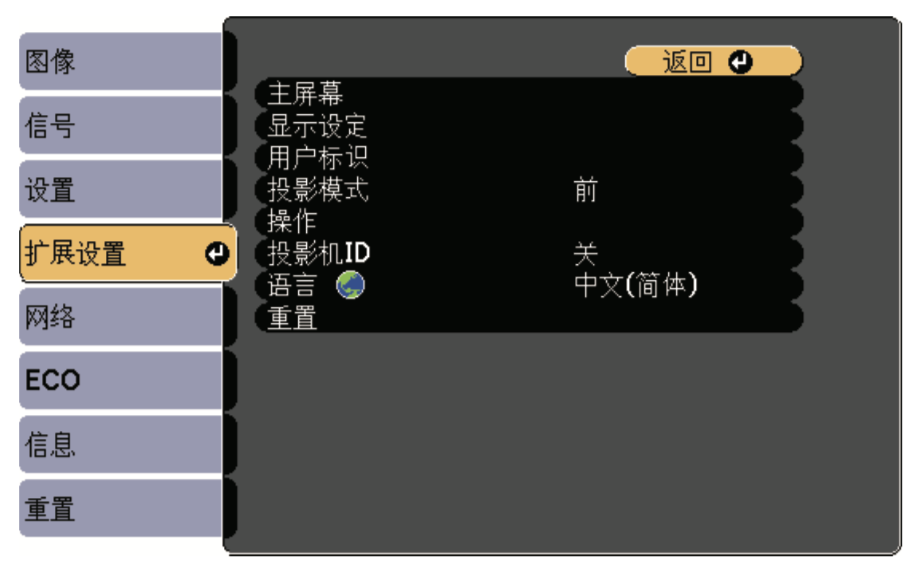 图像
信号
设置
扩展设置
网络
ECO
信息
重置
返回
主屏幕
显示设定
用户标识
投影模式 前
操作
投影机ID 关
语言 中文(简体)
重置